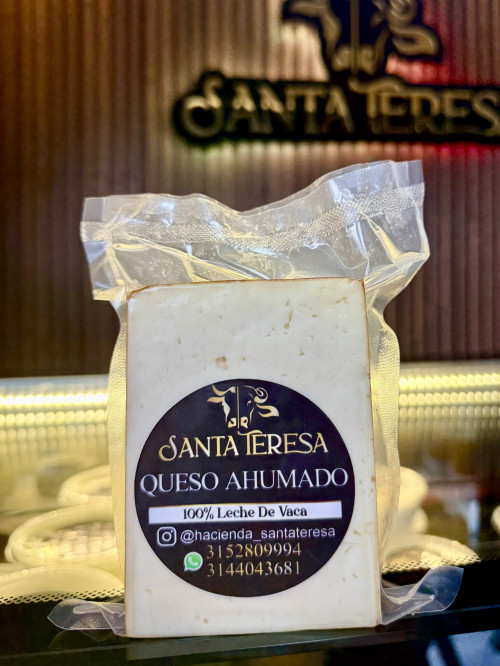 SANTA TERESA
SANTA TERESA
QUESO AHUMADO
100% Leche De Vaca
@hacienda_santateresa
3152809994
3144043681